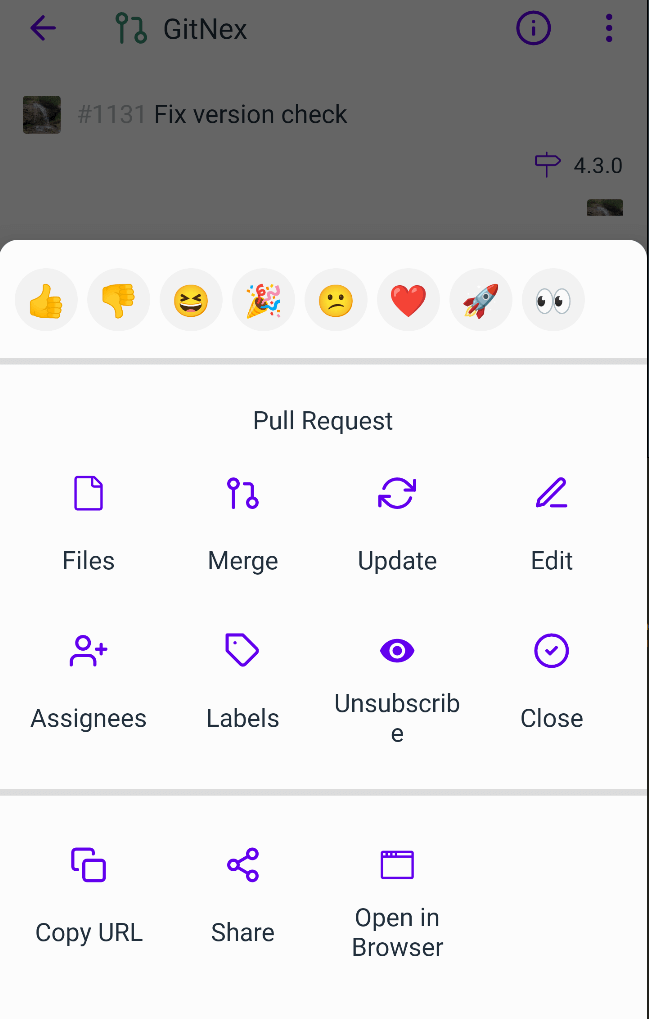 GitNex
#1131 Fix version check
4.3.0
Pull Request
Files Merge Update Edit
Assignees Labels Unsubscrib
e Close
Copy URL Share Open in
Browser